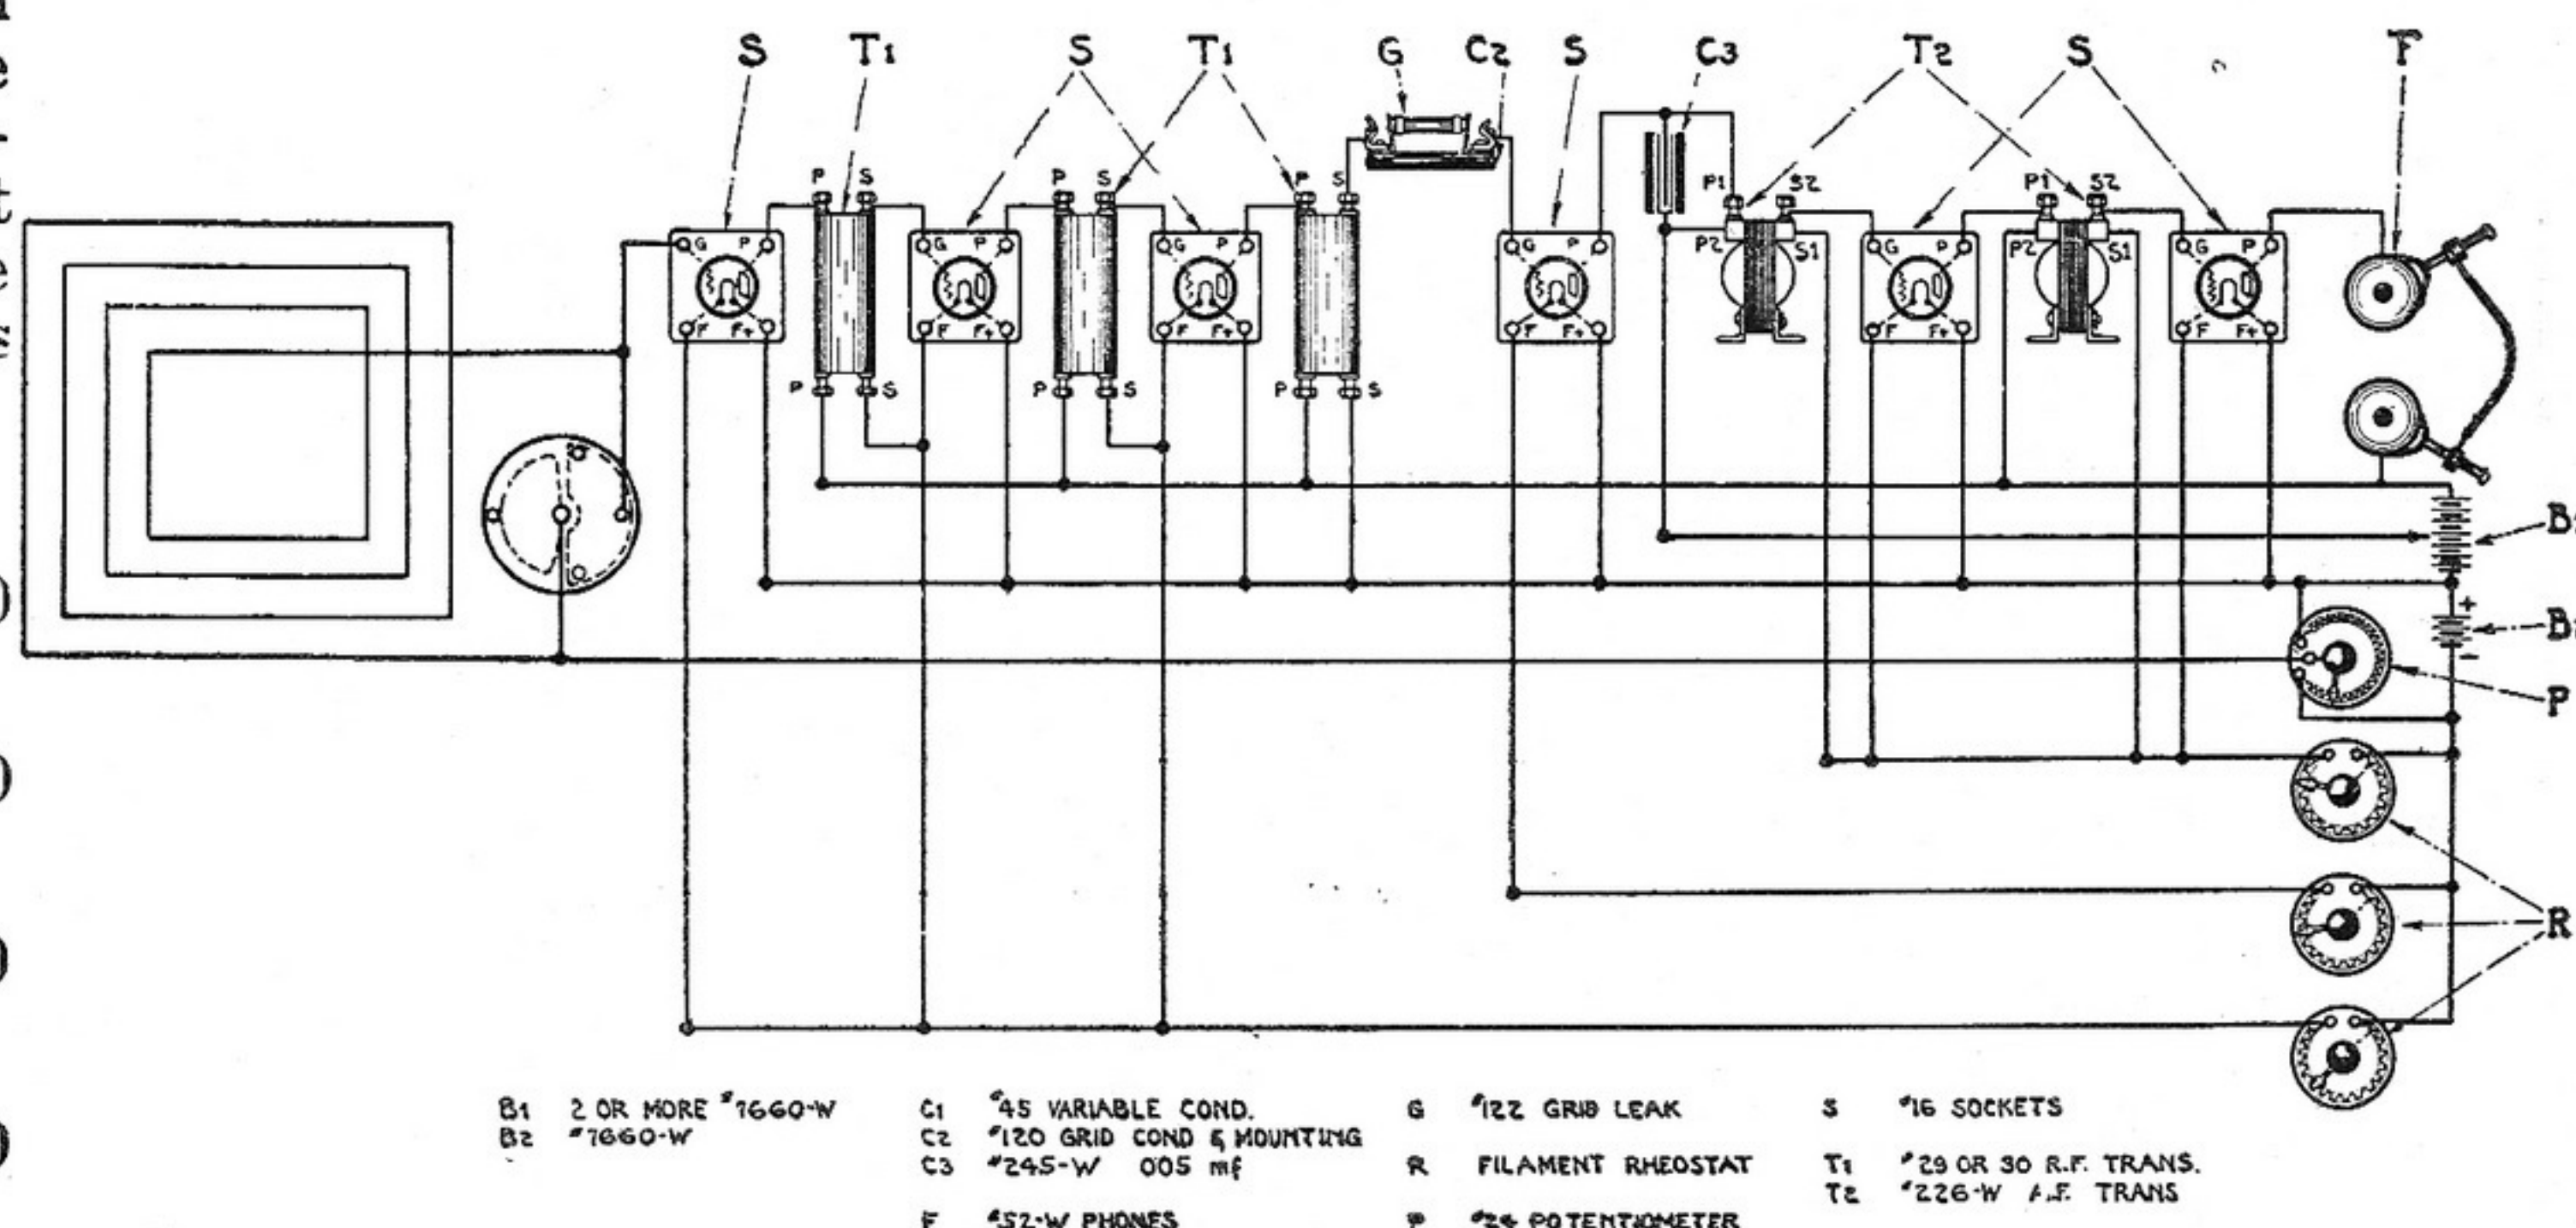 S T1 S T1 G C2 S C3 T2 S F
P S P S P S P1 S2 P1 S2
G P G P G P G P P2 S1 G P P2 S1 G P
F F+ F F+ F F+ F F+ F F+ F F+
P S P S P S
B
+
B
-
P
R
B1 2 OR MORE #7660-W
B2 #7660-W
C1 #45 VARIABLE COND.
C2 #120 GRID COND & MOUNTING
C3 #245-W 005 mf
F #52-W PHONES
G #122 GRID LEAK
R FILAMENT RHEOSTAT
P #24 POTENTIOMETER
S #16 SOCKETS
T1 #29 OR 30 R.F. TRANS.
T2 #226-W A.F. TRANS